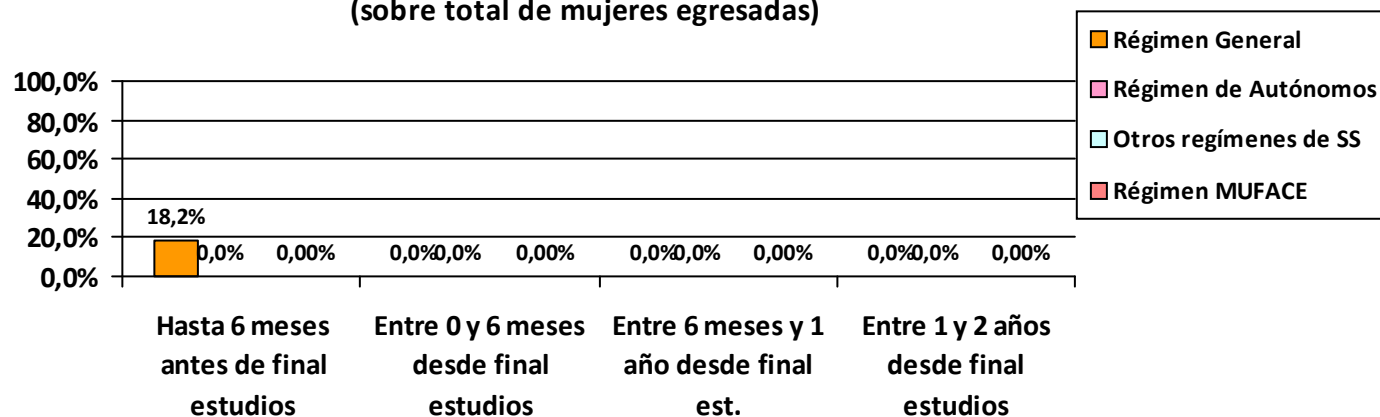 (sobre total de mujeres egresadas)
Régimen General
Régimen de Autónomos
Otros regímenes de SS
Régimen MUFACE
100,0%
80,0%
60,0%
40,0%
20,0%
0,0%
18,2%
0,0% 0,00% 0,0% 0,0% 0,00% 0,0% 0,0% 0,00% 0,0% 0,0% 0,00%
Hasta 6 meses
antes de final
estudios
Entre 0 y 6 meses
desde final
estudios
Entre 6 meses y 1
año desde final
est.
Entre 1 y 2 años
desde final
estudios